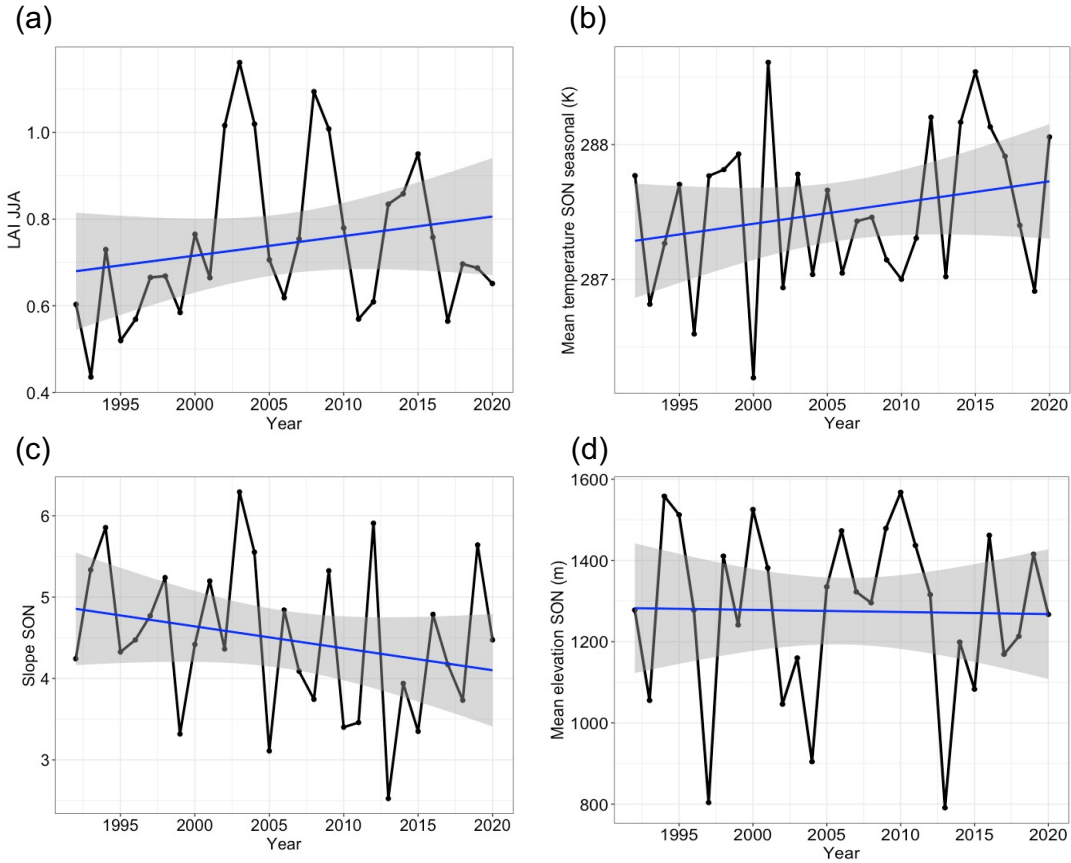 (a)
LAI JJA
1.0
0.8
0.6
0.4
1995 2000 2005 2010 2015 2020
Year
(b)
Mean temperature SON seasonal (K)
288
287
1995 2000 2005 2010 2015 2020
Year
(c)
Slope SON
6
5
4
3
1995 2000 2005 2010 2015 2020
Year
(d)
Mean elevation SON (m)
1600
1400
1200
1000
800
1995 2000 2005 2010 2015 2020
Year